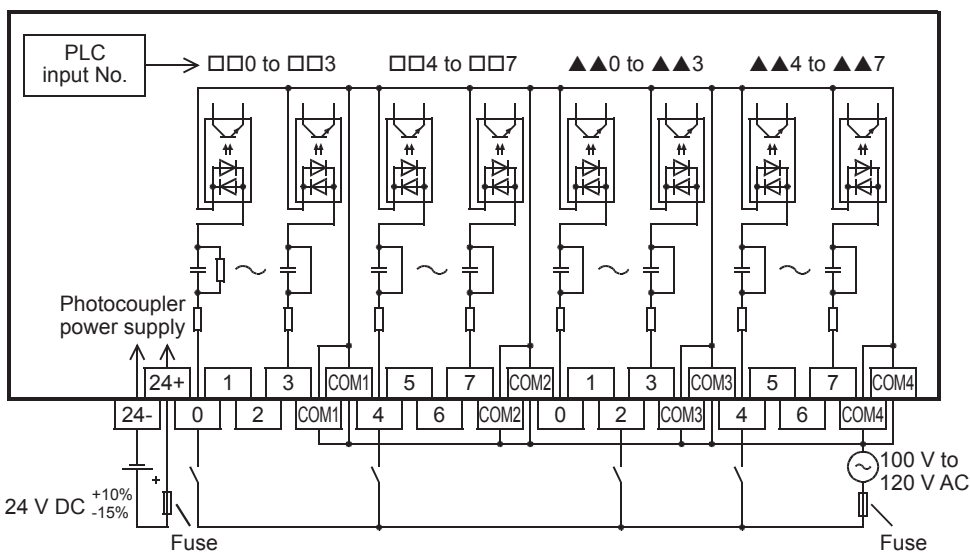 PLC
input No.
□□0 to □□3
□□4 to □□7
▲▲0 to ▲▲3
▲▲4 to ▲▲7
Photocoupler
power supply
24+ 1 3 COM1 5 7 COM2 1 3 COM3 5 7 COM4
24- 0 2 COM1 4 6 COM2 0 2 COM3 4 6 COM4
100 V to
120 V AC
+
24 V DC +10%
-15%
Fuse
Fuse